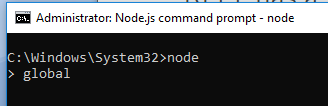 Administrator: Node.js command prompt - node
C:\Windows\System32>node
> global